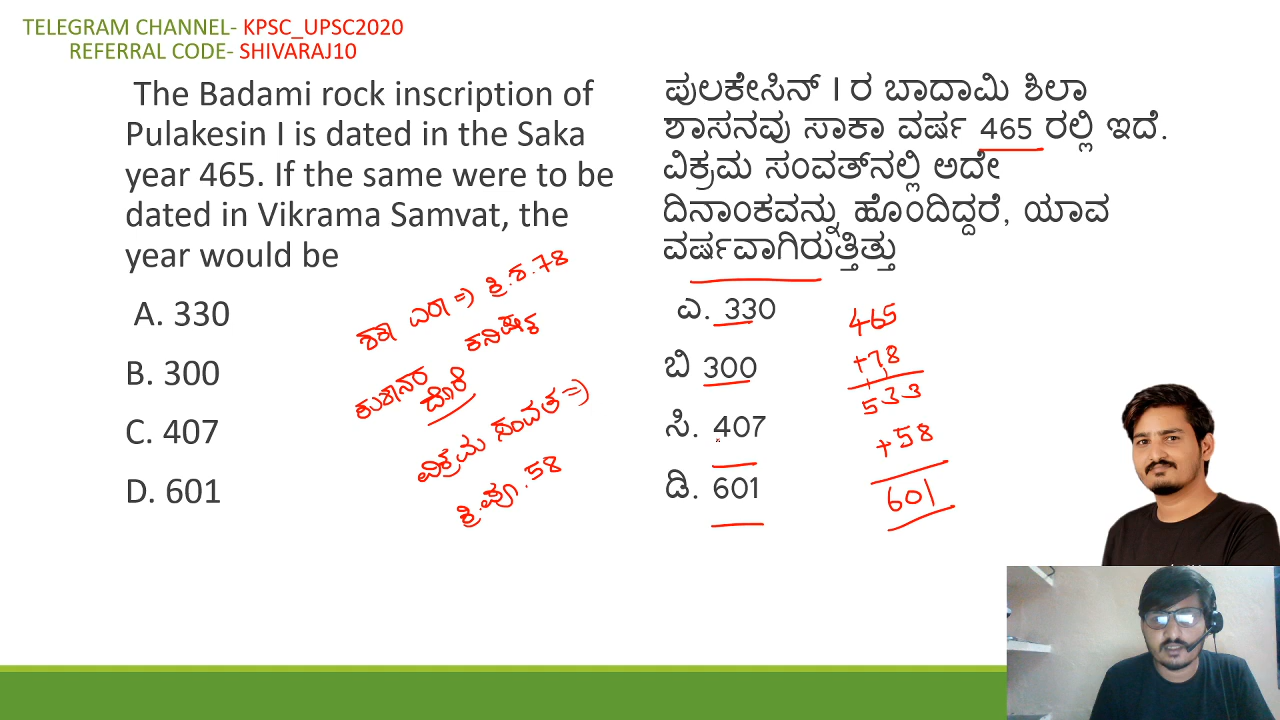 TELEGRAM CHANNEL- KPSC_UPSC2020
REFERRAL CODE- SHIVARAJ10
The Badami rock inscription of
Pulakesin I is dated in the Saka
year 465. If the same were to be
dated in Vikrama Samvat, the
year would be
A. 330
B. 300
C. 407
D. 601
ಶಕಾ ಎರಾ => ಕ್ರಿ.ಶ.78
ಕನಿಷ್ಕ
ಕುಶಾನರ
ದೊರೆ
ವಿಕ್ರಮ ಸಂವತ =>
ಕ್ರಿ.ಪೂ.58
ಪುಲಕೇಸಿನ್ I ರ ಬಾದಾಮಿ ಶಿಲಾ
ಶಾಸನವು ಸಾಕಾ ವರ್ಷ 465 ರಲ್ಲಿ ಇದೆ.
ವಿಕ್ರಮ ಸಂವತ್‌ನಲ್ಲಿ ಅದೇ
ದಿನಾಂಕವನ್ನು ಹೊಂದಿದ್ದರೆ, ಯಾವ
ವರ್ಷವಾಗಿರುತ್ತಿತ್ತು
ಎ. 330
ಬಿ 300
ಸಿ. 407
ಡಿ. 601
465
+78
533
+58
601